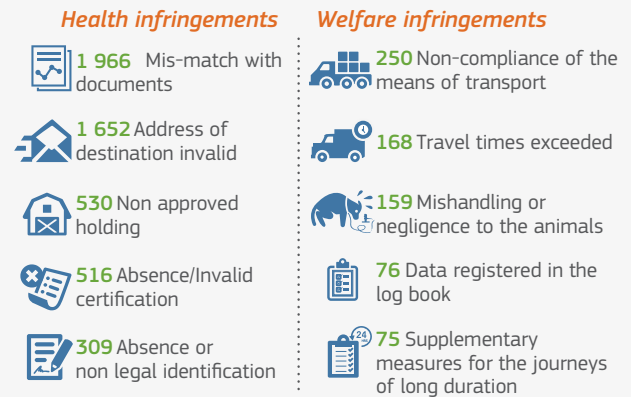 Health infringements
1 966 Mis-match with
documents
1 652 Address of
destination invalid
530 Non approved
holding
516 Absence/Invalid
certification
309 Absence or
non legal identification
Welfare infringements
250 Non-compliance of the
means of transport
168 Travel times exceeded
159 Mishandling or
negligence to the animals
76 Data registered in the
log book
24
75 Supplementary
measures for the journeys
of long duration